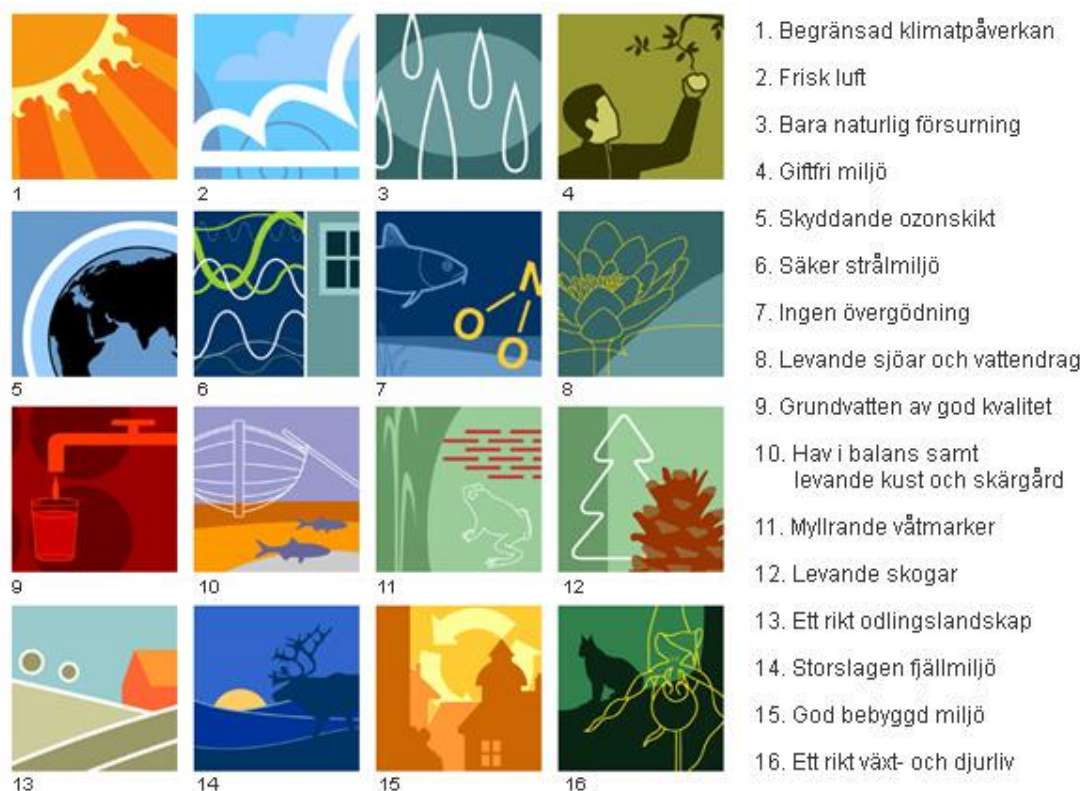 1
2
3
4
5
6
7
8
9
10
11
12
13
14
15
16
N
O
O
1. Begränsad klimatpåverkan
2. Frisk luft
3. Bara naturlig försurning
4. Giftfri miljö
5. Skyddande ozonskikt
6. Säker strålmiljö
7. Ingen övergödning
8. Levande sjöar och vattendrag
9. Grundvatten av god kvalitet
10. Hav i balans samt
levande kust och skärgård
11. Myllrande våtmarker
12. Levande skogar
13. Ett rikt odlingslandskap
14. Storslagen fjällmiljö
15. God bebyggd miljö
16. Ett rikt växt- och djurliv